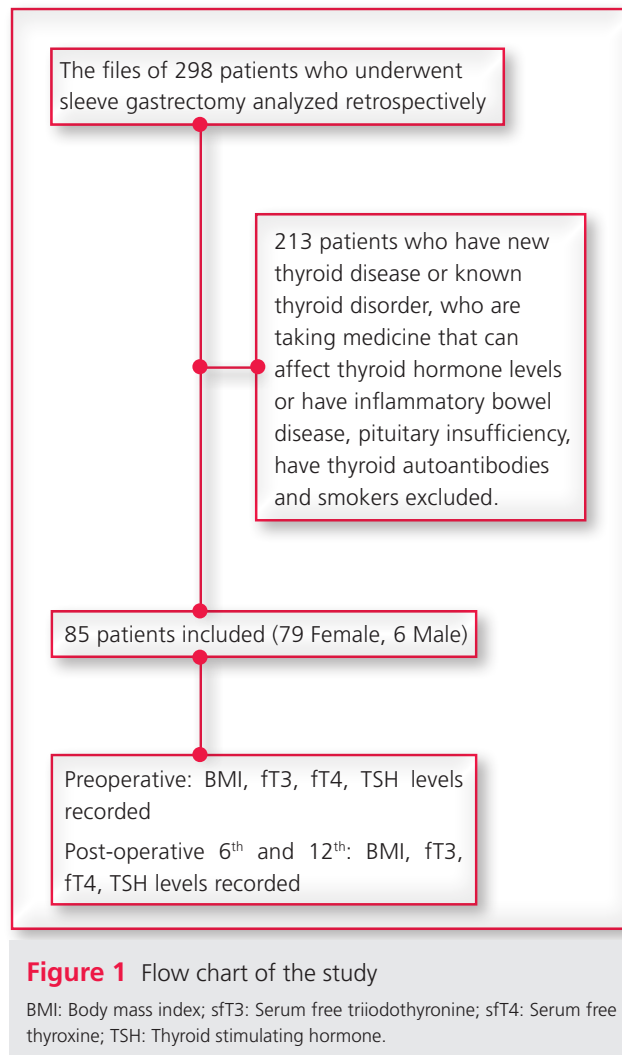 The files of 298 patients who underwent
sleeve gastrectomy analyzed retrospectively
213 patients who have new
thyroid disease or known
thyroid disorder, who are
taking medicine that can
affect thyroid hormone levels
or have inflammatory bowel
disease, pituitary insufficiency,
have thyroid autoantibodies
and smokers excluded.
85 patients included (79 Female, 6 Male)
Preoperative: BMI, fT3, fT4, TSH levels
recorded
Post-operative 6th and 12th: BMI, fT3,
fT4, TSH levels recorded
Figure 1 Flow chart of the study
BMI: Body mass index; sfT3: Serum free triiodothyronine; sfT4: Serum free
thyroxine; TSH: Thyroid stimulating hormone.